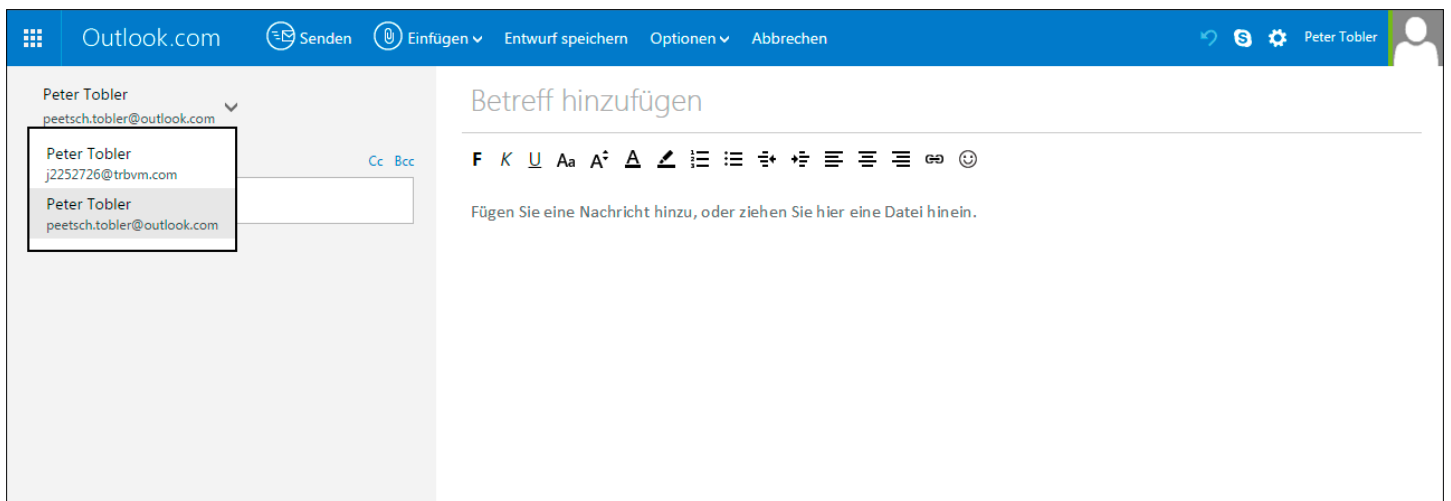 Outlook.com Senden Einfügen Entwurf speichern Optionen Abbrechen Peter Tobler
Peter Tobler
peetsch.tobler@outlook.com
Peter Tobler
j2252726@trbvm.com
Peter Tobler
peetsch.tobler@outlook.com
Cc Bcc
Betreff hinzufügen
F K U Aa A A
Fügen Sie eine Nachricht hinzu, oder ziehen Sie hier eine Datei hinein.